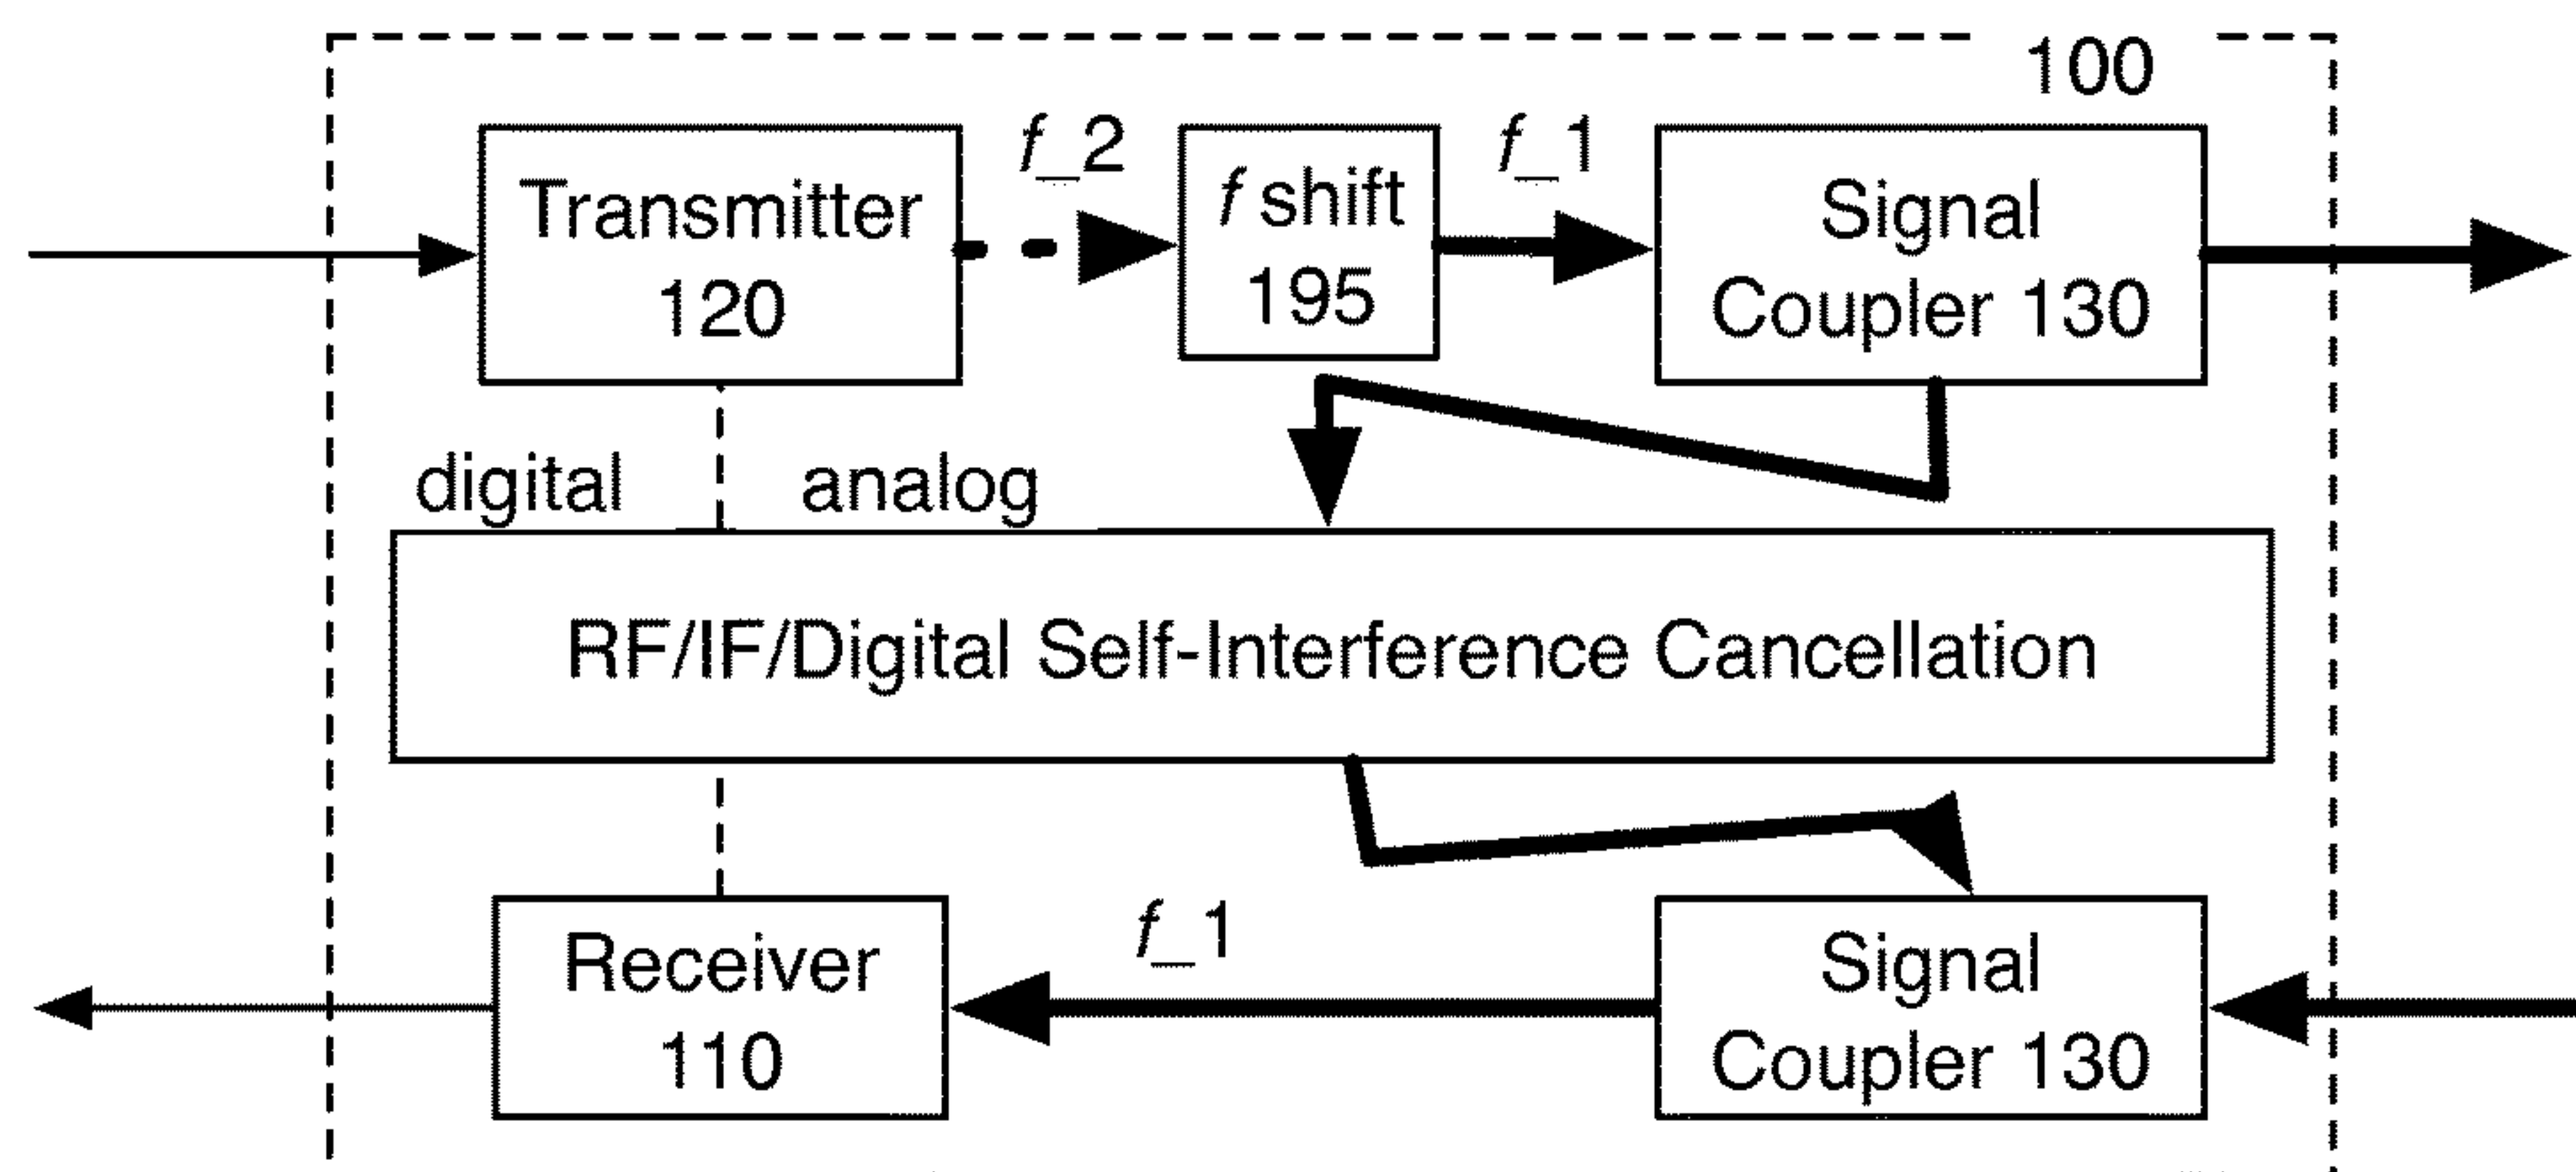 100
Transmitter
120
f_2
f shift
195
f_1
Signal
Coupler 130
digital
analog
RF/IF/Digital Self-Interference Cancellation
Receiver
110
f_1
Signal
Coupler 130